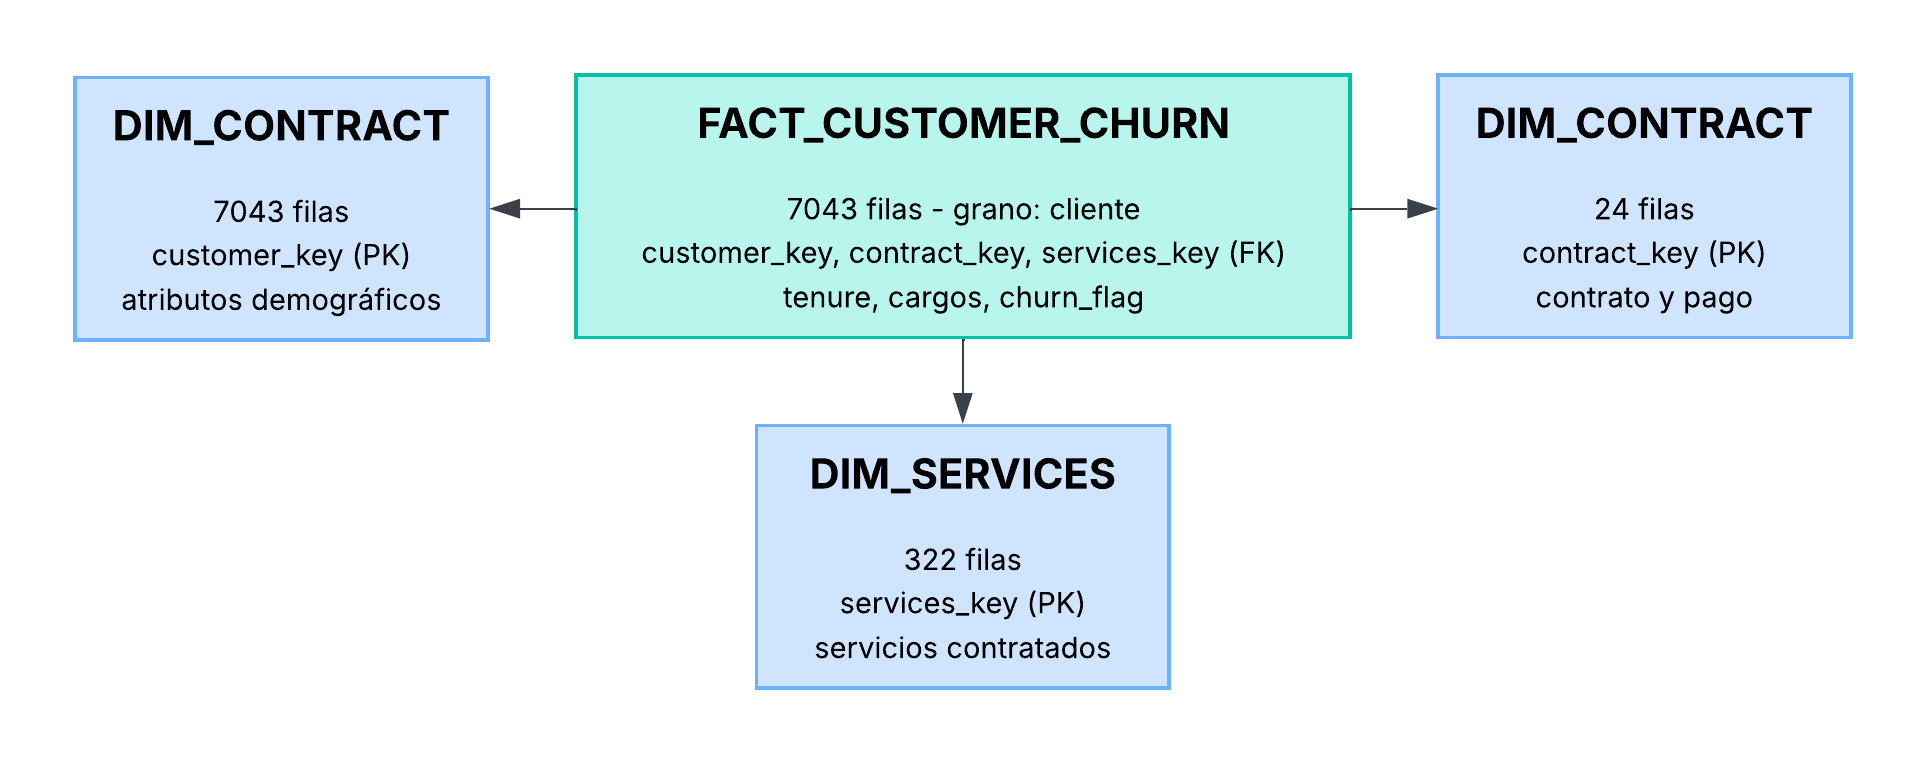 DIM_CONTRACT
7043 filas
customer_key (PK)
atributos demográficos
FACT_CUSTOMER_CHURN
7043 filas - grano: cliente
customer_key, contract_key, services_key (FK)
tenure, cargos, churn_flag
DIM_CONTRACT
24 filas
contract_key (PK)
contrato y pago
DIM_SERVICES
322 filas
services_key (PK)
servicios contratados